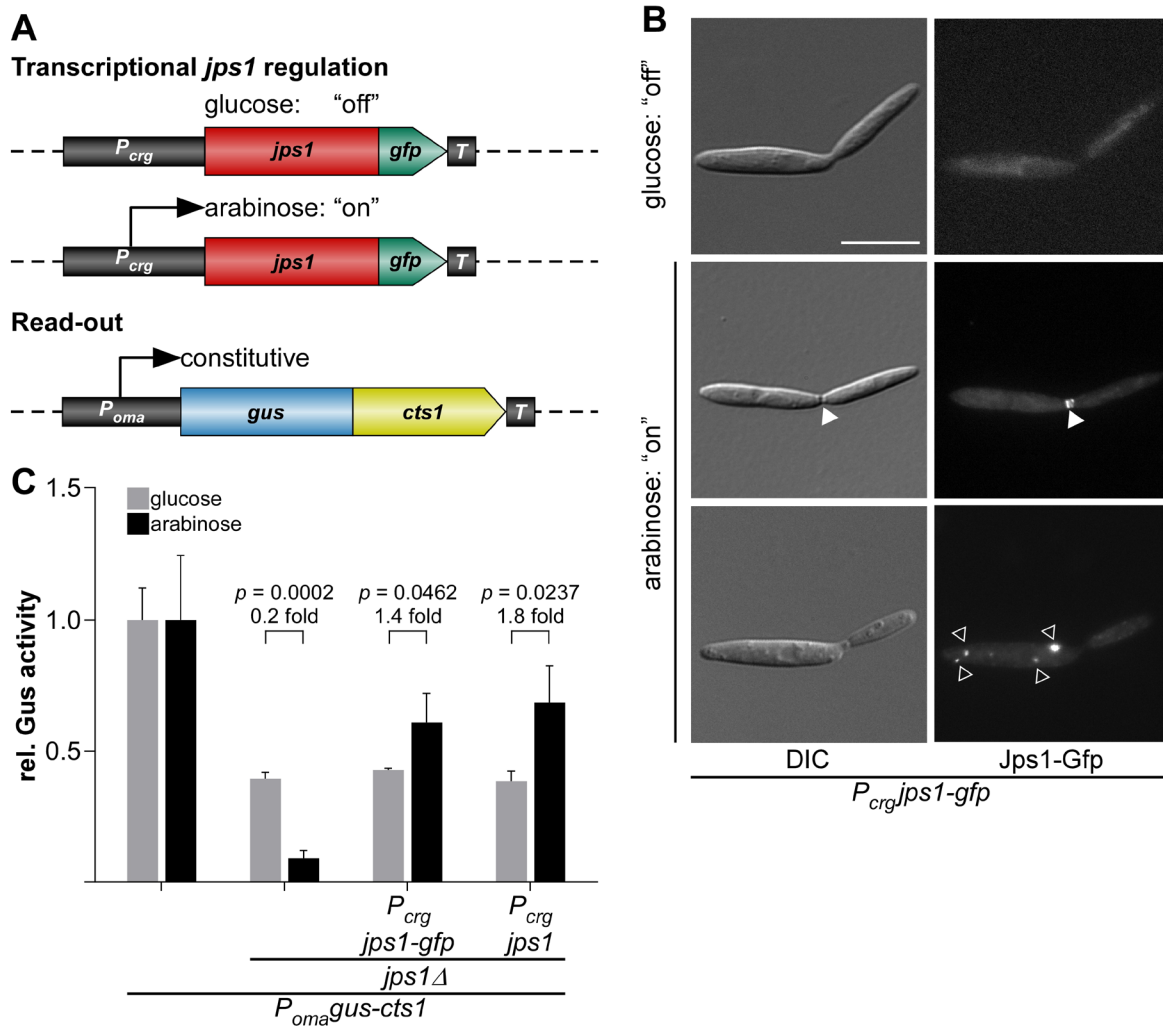 A
Transcriptional jps1 regulation
glucose: “off”
Pcrg jps1 gfp T
arabinose: “on”
Pcrg jps1 gfp T
Read-out
constitutive
Poma gus cts1 T
B
glucose: “off”
arabinose: “on”
DIC Jps1-Gfp
Pcrgjps1-gfp
C
glucose
arabinose
rel. Gus activity
1.5
1.0
0.5
p = 0.0002 p = 0.0462 p = 0.0237
0.2 fold 1.4 fold 1.8 fold
Pcrg Pcrg
jps1-gfp jps1
jps1Δ
Pomagus-cts1